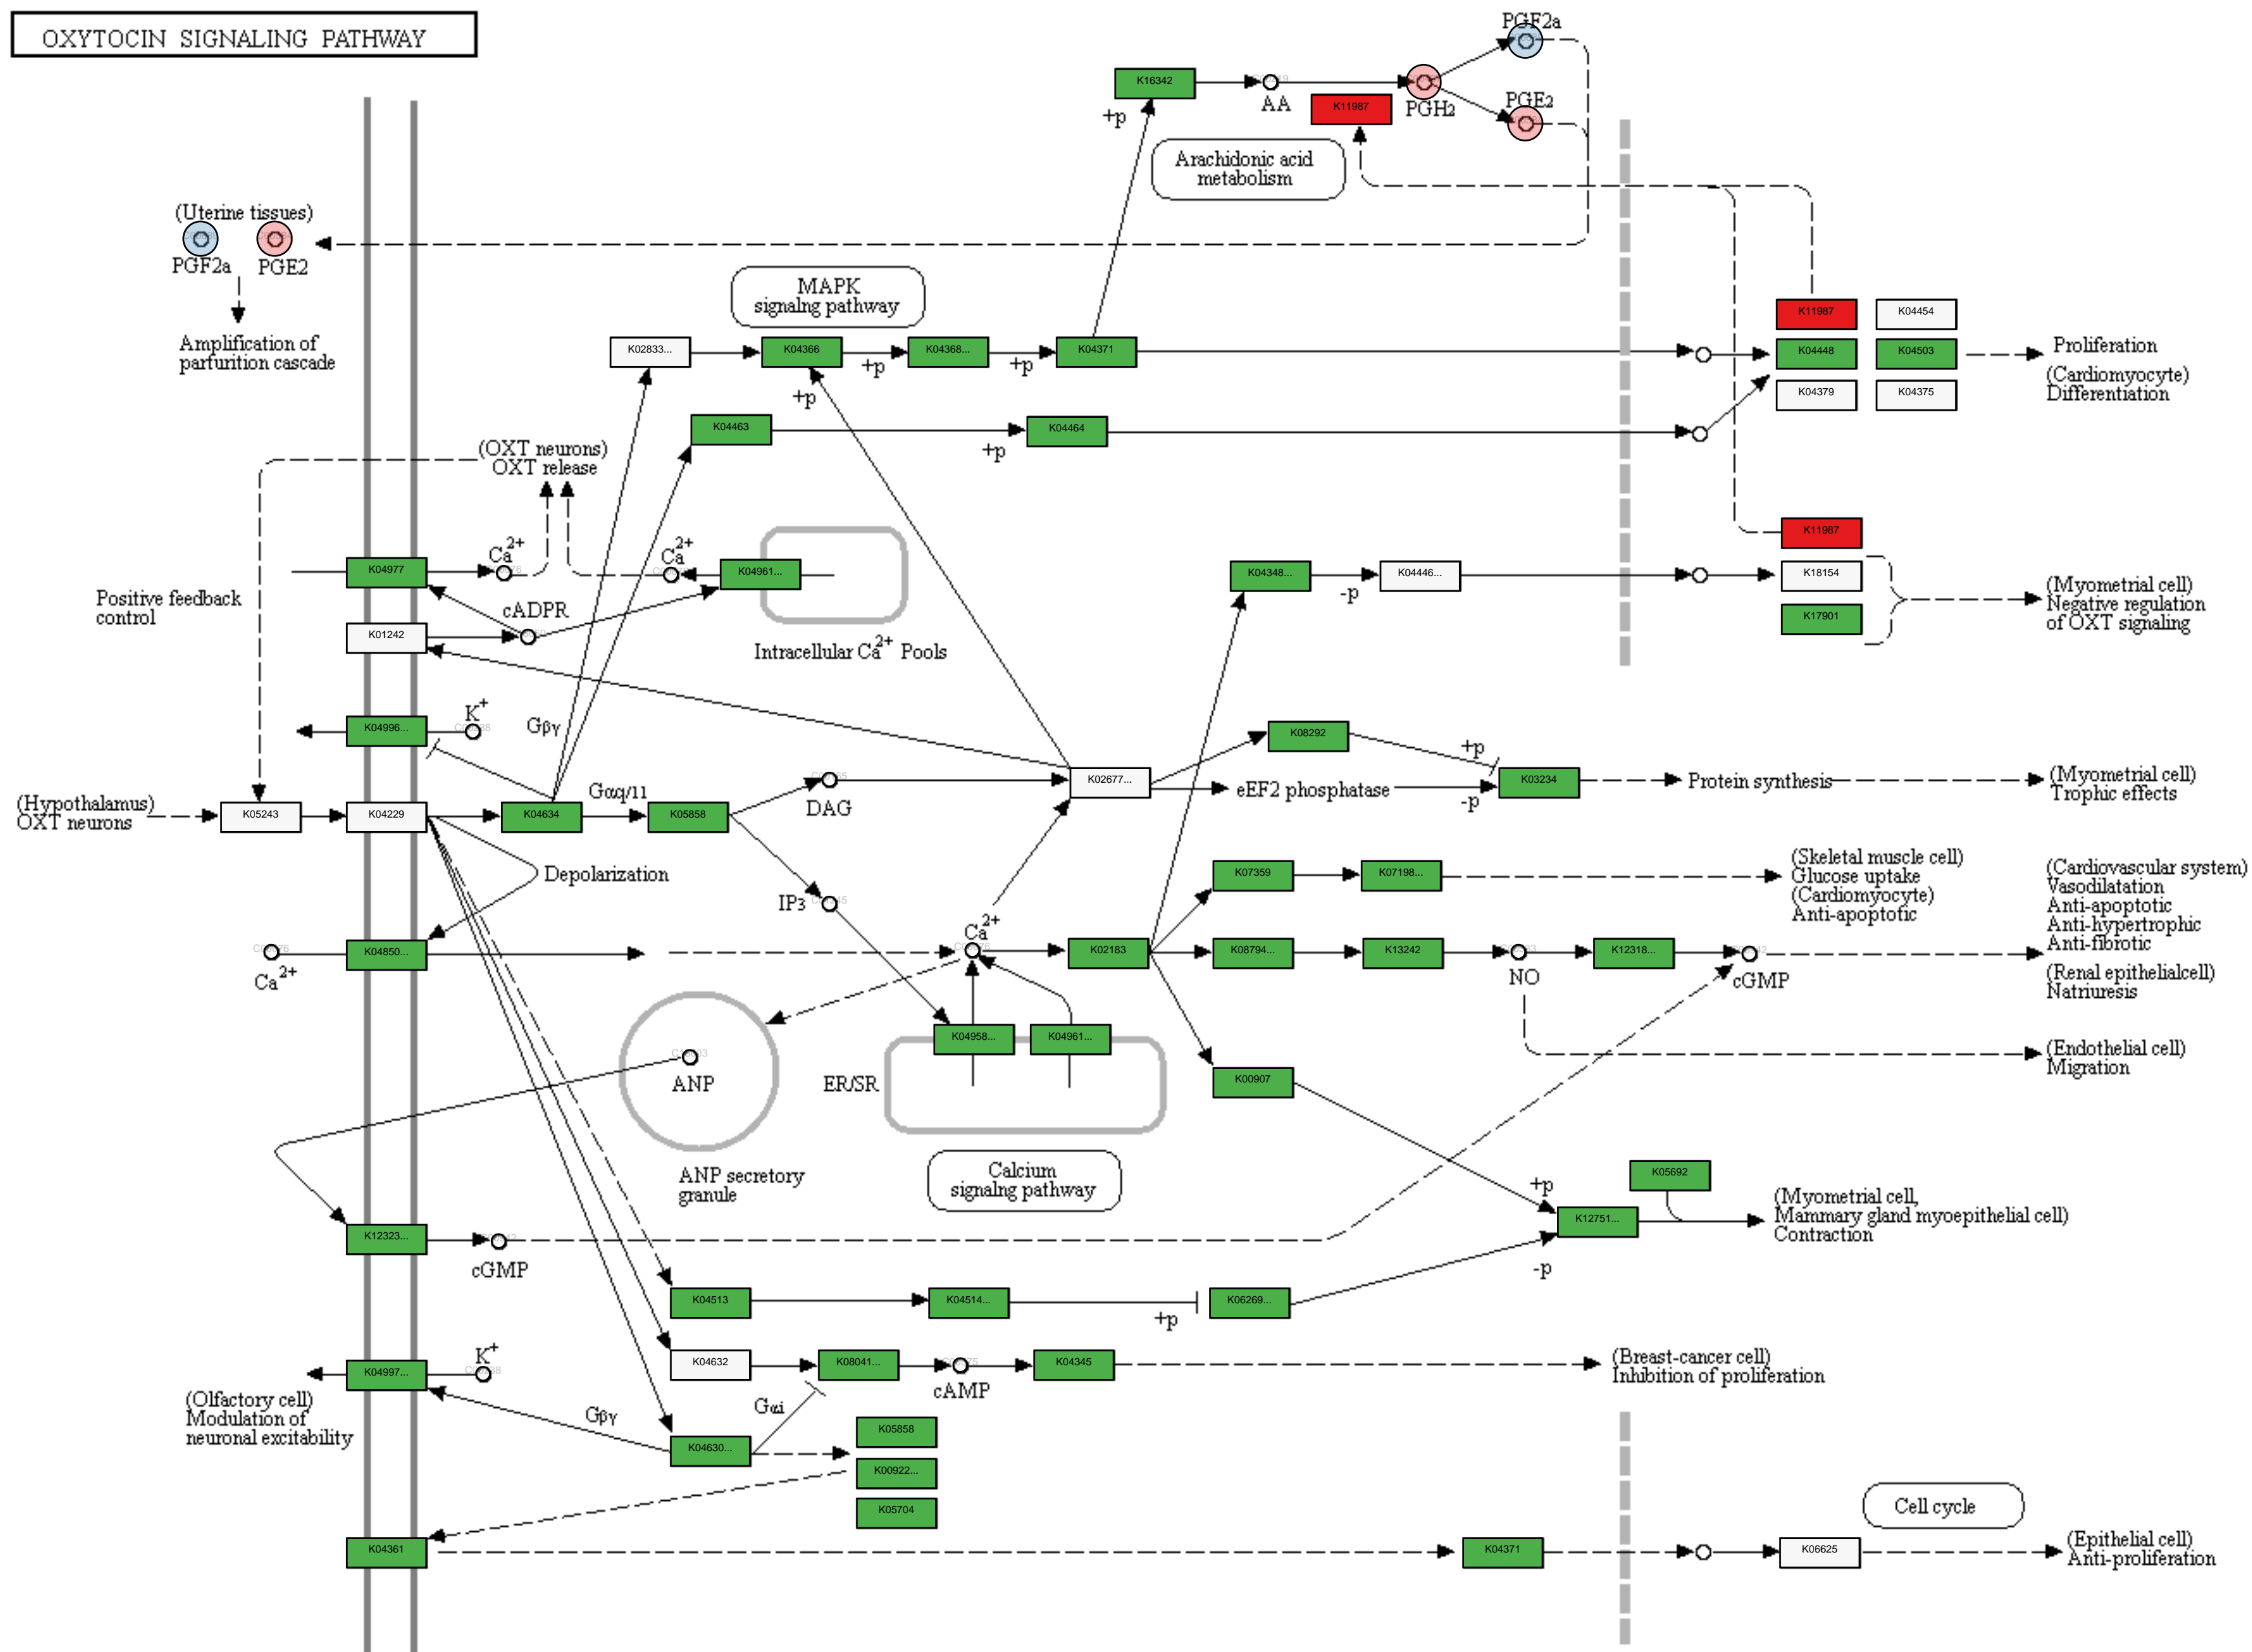 OXYTOCIN SIGNALING PATHWAY
PGF2a
K16342
AA
K11987
PGH2
PGE2
+p
Arachidonic acid
metabolism
(Uterine tissues)
PGF2a
PGE2
Amplification of
parturition cascade
MAPK
signalng pathway
K02833...
K04366
+p
K04368...
+p
K04371
+p
K11987
K04454
K04448
K04503
K04379
K04375
Proliferation
(Cardiomyocyte)
Differentiation
K04463
+p
K04464
(OXT neurons)
OXT release
Positive feedback
control
K04977
Ca2+
Ca2+
K04961...
cADPR
K01242
Intracellular Ca2+ Pools
K04348...
-p
K04446...
K11987
K18154
K17901
(Myometrial cell)
Negative regulation
of OXT signaling
K04996...
K+
Gβγ
K08292
+p
(Hypothalamus)
OXT neurons
K05243
K04229
K04634
Gαq/11
K05858
DAG
K02677...
eEF2 phosphatase
-p
K03234
Protein synthesis
(Myometrial cell)
Trophic effects
Depolarization
IP3
K07359
K07198...
(Skeletal muscle cell)
Glucose uptake
(Cardiomyocyte)
Anti-apoptotic
Ca2+
K04850...
Ca2+
K02183
K08794...
K13242
NO
K12318...
cGMP
(Cardiovascular system)
Vasodilatation
Anti-apoptotic
Anti-hypertrophic
Anti-fibrotic
(Renal epithelialcell)
Natriuresis
(Endothelial cell)
Migration
ANP
ANP secretory
granule
ER/SR
K04958...
K04961...
Calcium
signalng pathway
K00907
+p
K05692
K12751...
-p
(Myometrial cell,
Mammary gland myoepithelial cell)
Contraction
K12323...
cGMP
K04513
K04514...
+p
K06269...
K04997...
K+
(Olfactory cell)
Modulation of
neuronal excitability
K04632
K08041...
cAMP
K04345
(Breast-cancer cell)
Inhibition of proliferation
Gβγ
Gαi
K04630...
K05858
K00922...
K05704
K04361
K04371
Cell cycle
K06625
(Epithelial cell)
Anti-proliferation